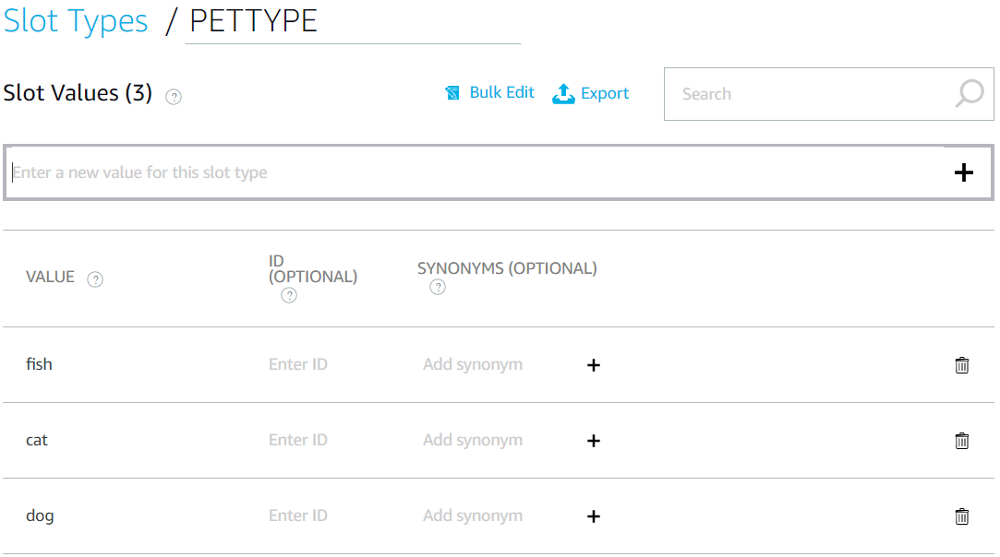 Slot Types / PETTYPE
Slot Values (3) ?
Bulk Edit Export Search
Enter a new value for this slot type +
VALUE ? ID (OPTIONAL) ? SYNONYMS (OPTIONAL) ?
fish Enter ID Add synonym +
cat Enter ID Add synonym +
dog Enter ID Add synonym +